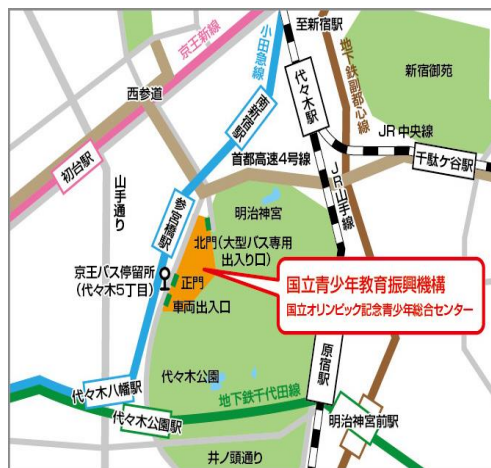 至新宿駅
京王新線
小田急線
地下鉄副都心線
新宿御苑
代々木駅
西参道
南新宿駅
JR中央線
千駄ケ谷駅
初台駅
首都高速4号線
山手通り
参宮橋駅
明治神宮
JR山手線
北門(大型バス専用
出入り口)
京王バス停留所
(代々木5丁目)
正門
車両出入口
国立青少年教育振興機構
国立オリンピック記念青少年総合センター
原宿駅
代々木公園
代々木八幡駅
地下鉄千代田線
代々木公園駅
明治神宮前駅
井ノ頭通り